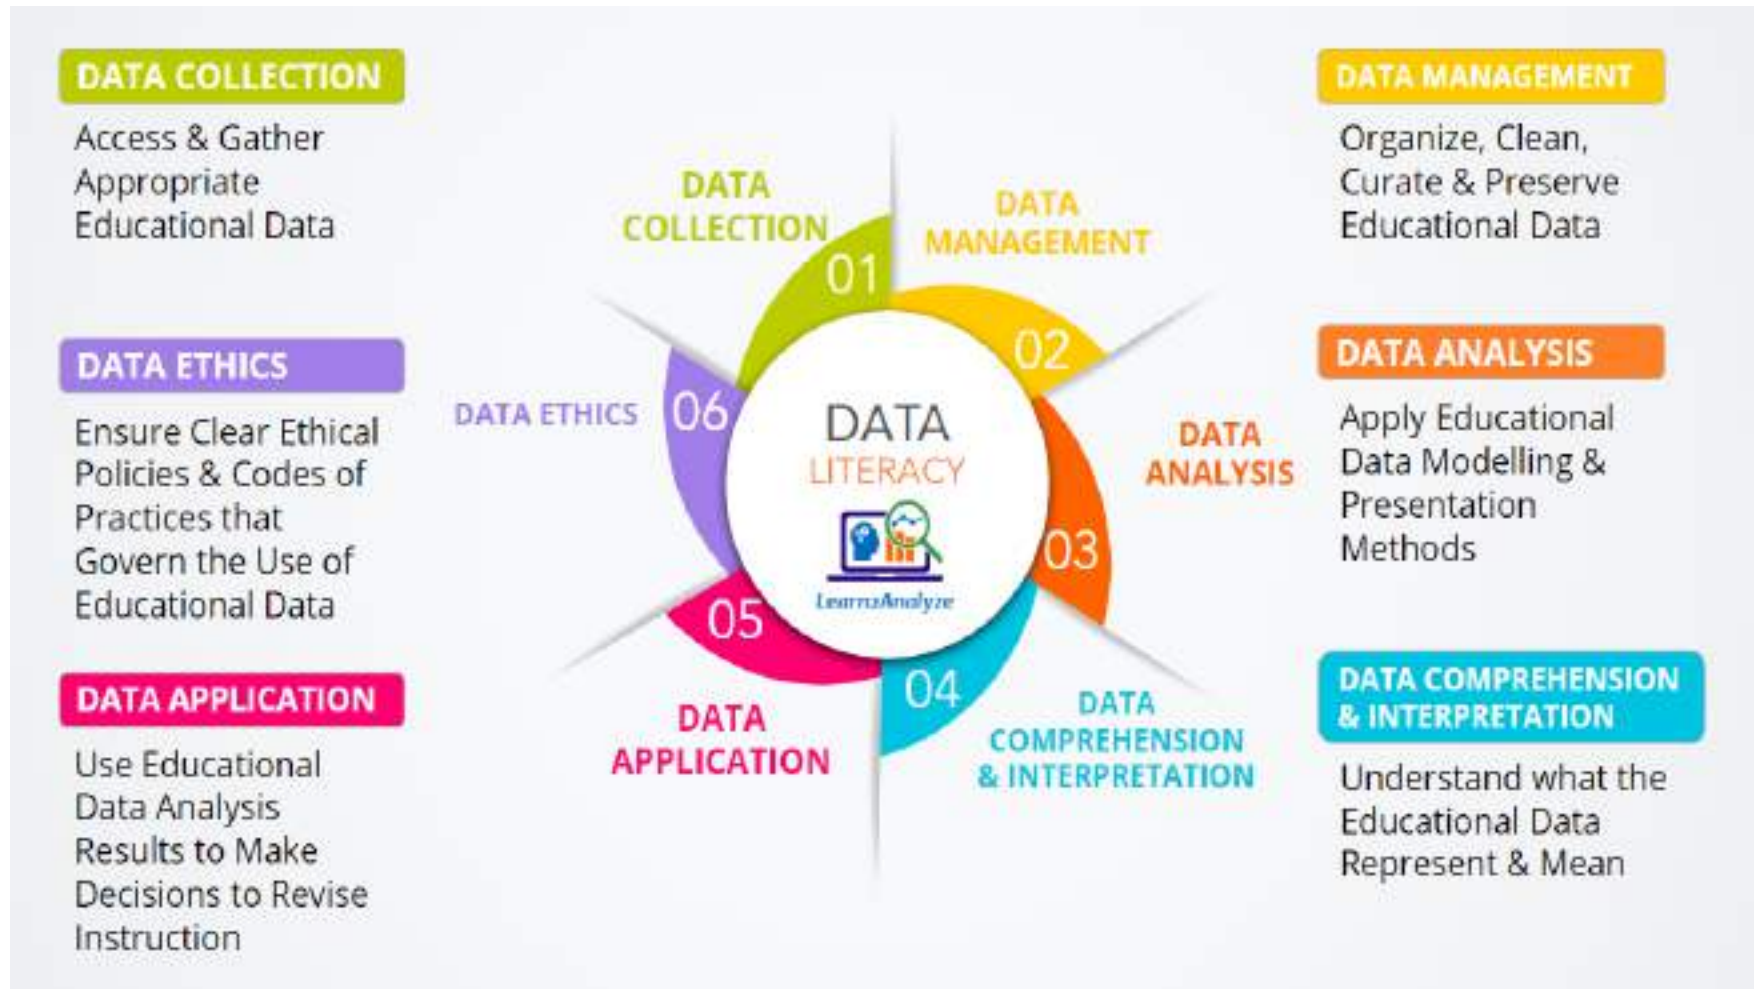 DATA COLLECTION
Access & Gather
Appropriate
Educational Data
DATA ETHICS
Ensure Clear Ethical
Policies & Codes of
Practices that
Govern the Use of
Educational Data
DATA APPLICATION
Use Educational
Data Analysis
Results to Make
Decisions to Revise
Instruction
DATA
COLLECTION
01
DATA
MANAGEMENT
02
DATA
ANALYSIS
03
DATA
COMPREHENSION
& INTERPRETATION
04
DATA
APPLICATION
05
DATA ETHICS
06
DATA
LITERACY
Learn2Analyze
DATA MANAGEMENT
Organize, Clean,
Curate & Preserve
Educational Data
DATA ANALYSIS
Apply Educational
Data Modelling &
Presentation
Methods
DATA COMPREHENSION
& INTERPRETATION
Understand what the
Educational Data
Represent & Mean